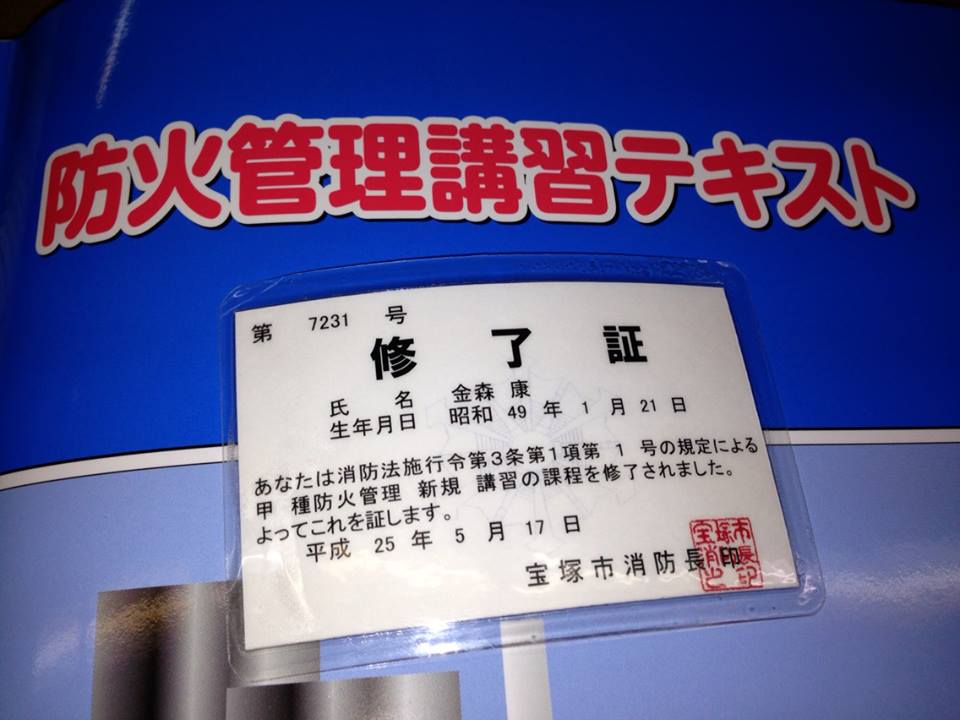 防火管理講習テキスト
第 7231 号
修了証
氏 名 金森 康
生年月日 昭和 49 年 1 月 21 日
あなたは消防法施行令第3条第1項第 1 号の規定による
甲 種防火管理 新規 講習の課程を修了されました。
よってこれを証します。
平成 25 年 5 月 17 日
宝塚市消防長 印